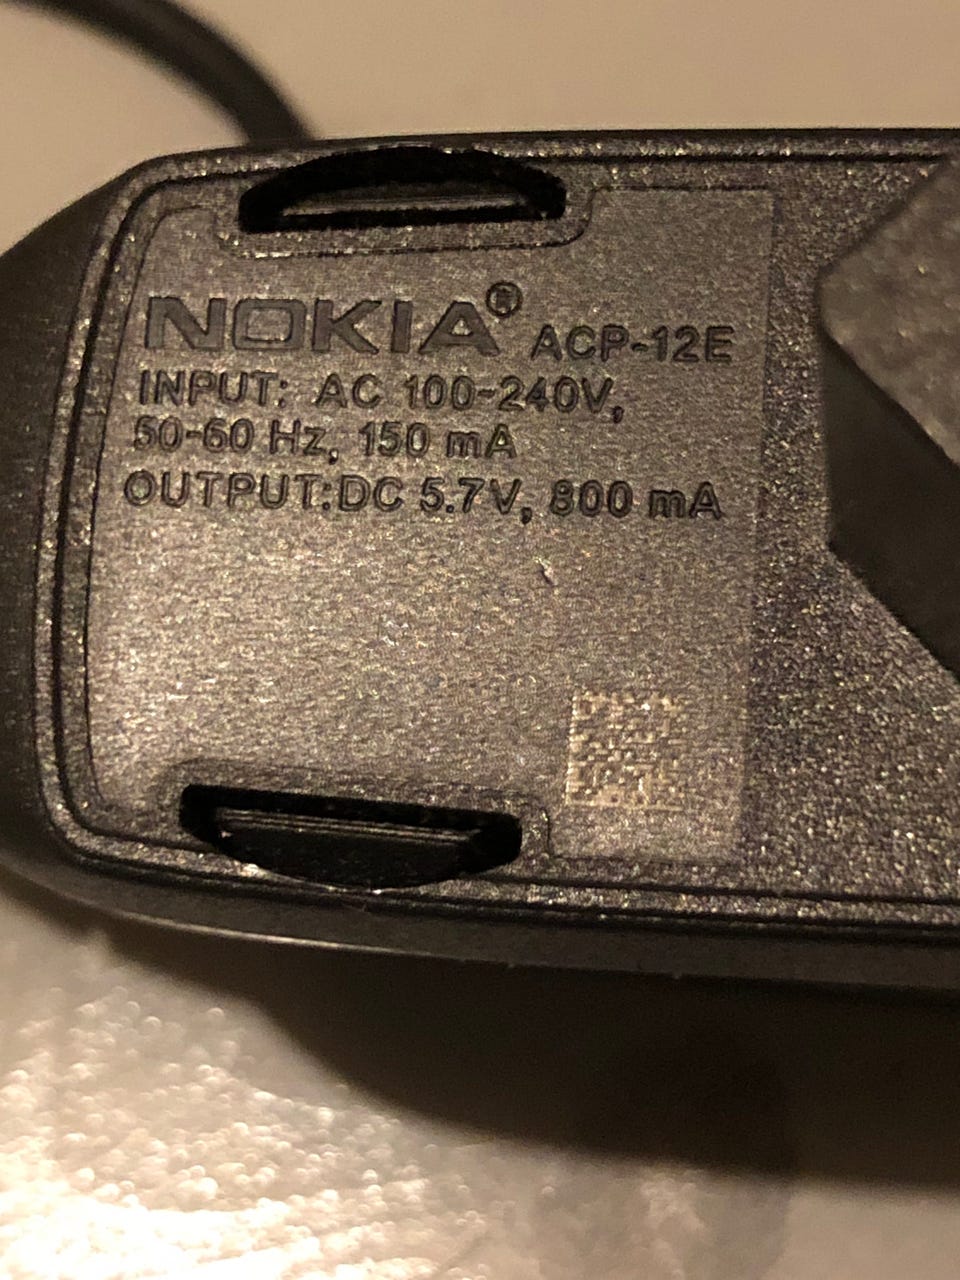 NOKIA® ACP-12E
INPUT: AC 100-240V,
50-60 Hz, 150 mA
OUTPUT:DC 5.7V, 800 mA